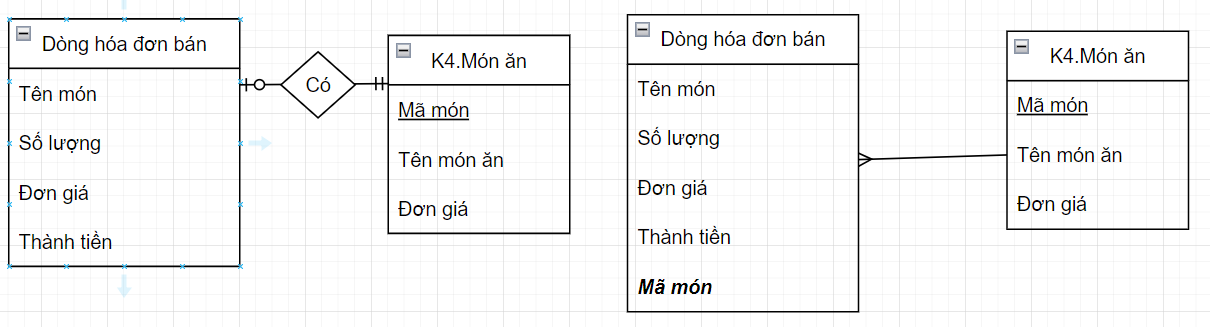 Dòng hóa đơn bán
Tên món
Số lượng
Đơn giá
Thành tiền
Có
K4.Món ăn
Mã món
Tên món ăn
Đơn giá
Dòng hóa đơn bán
Tên món
Số lượng
Đơn giá
Thành tiền
Mã món
K4.Món ăn
Mã món
Tên món ăn
Đơn giá